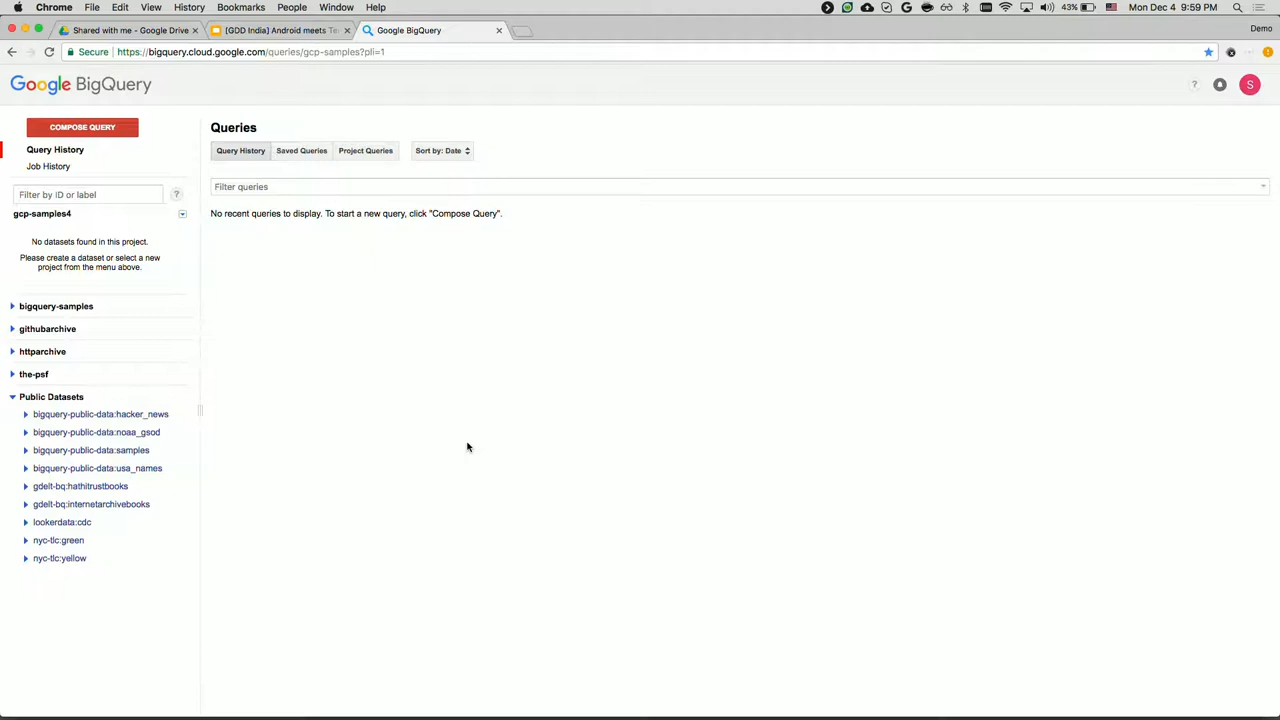 Chrome File Edit View History Bookmarks People Window Help 43% Mon Dec 4 9:59 PM
Shared with me - Google Drive [GDD India] Android meets Te Google BigQuery Demo
Secure https://bigquery.cloud.google.com/queries/gcp-samples?pli=1
Google BigQuery ? S
COMPOSE QUERY
Query History
Job History
Filter by ID or label ?
gcp-samples4
No datasets found in this project.
Please create a dataset or select a new
project from the menu above.
bigquery-samples
githubarchive
httparchive
the-psf
Public Datasets
bigquery-public-data:hacker_news
bigquery-public-data:noaa_gsod
bigquery-public-data:samples
bigquery-public-data:usa_names
gdelt-bq:hathitrustbooks
gdelt-bq:internetarchivebooks
lookerdata:cdc
nyc-tlc:green
nyc-tlc:yellow
Queries
Query History Saved Queries Project Queries Sort by: Date
Filter queries
No recent queries to display. To start a new query, click "Compose Query".